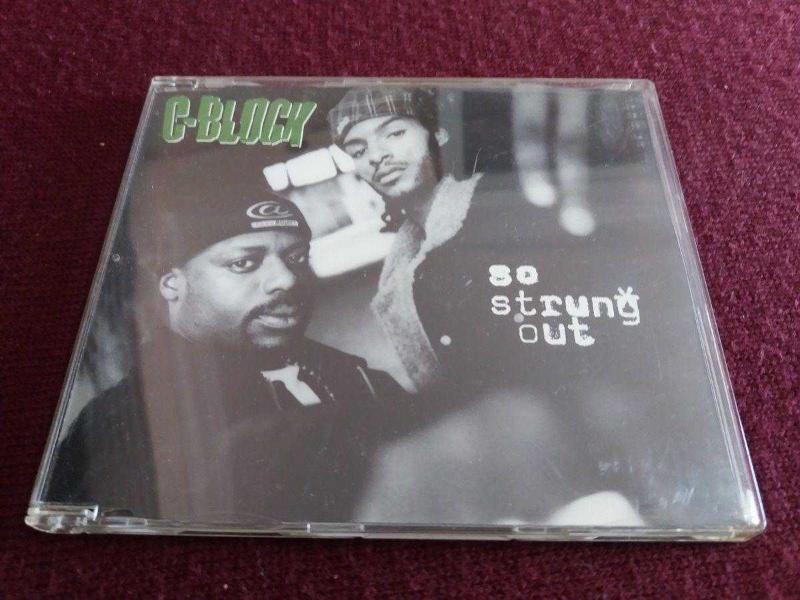 C-BLOCK
@
so
strung
out